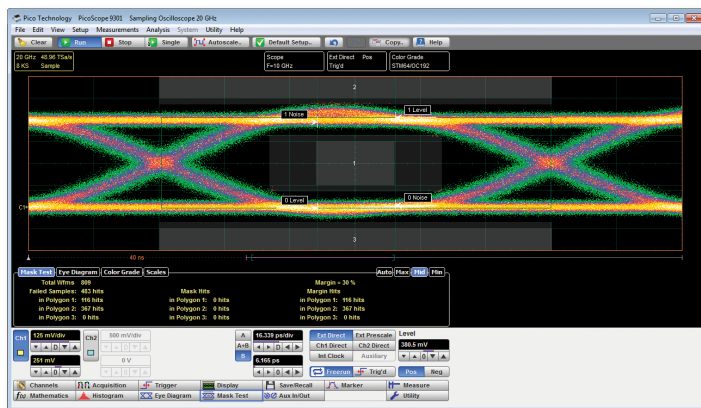 Pico Technology PicoScope 9301 Sampling Oscilloscope 20 GHz
File Edit View Setup Measurements Analysis System Utility Help
Clear Run Stop Single Autoscale.. Default Setup.. Copy.. Help
20 GHz 48.96 TSa/s
8 KS Sample
Scope
F=10 GHz
Ext Direct Pos
Trig'd
Color Grade
STM64/OC192
2
1 Level
1 Noise
1
0 Level
0 Noise
C1
3
40 ns
Mask Test Eye Diagram Color Grade Scales Auto Max Mid Min
Total Wfms 809 Margin = 30 %
Failed Samples: 483 hits Mask Hits Margin Hits
in Polygon 1: 116 hits in Polygon 1: 0 hits in Polygon 1: 116 hits
in Polygon 2: 367 hits in Polygon 2: 0 hits in Polygon 2: 367 hits
in Polygon 3: 0 hits in Polygon 3: 0 hits in Polygon 3: 0 hits
Ch1 125 mV/div Ch2 500 mV/div A 16.339 ps/div Ext Direct Ext Prescale Level
D A+B D Ch1 Direct Ch2 Direct 380.5 mV
251 mV 0 V B 6.165 ps Int Clock Auxiliary 0
0 0 Freerun Trig'd Pos Neg
Channels Acquisition Trigger Display Save/Recall Marker Measure
f(x) Mathematics Histogram Eye Diagram Mask Test Aux In/Out Utility